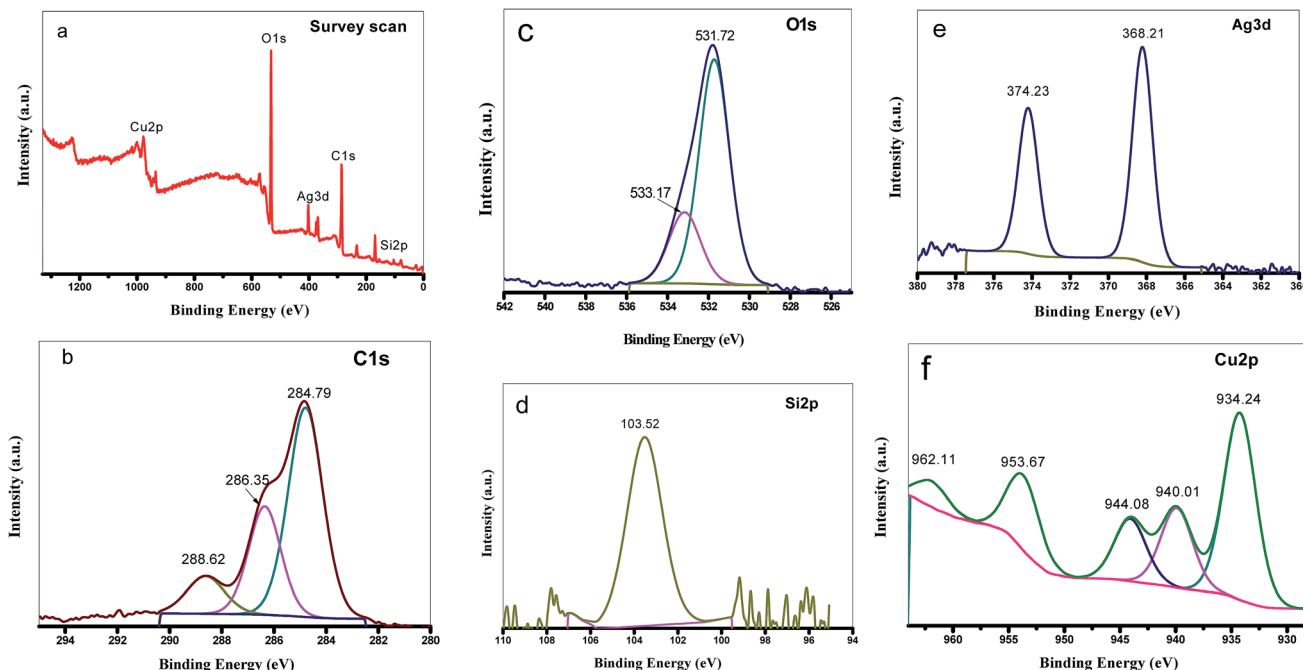 a
Survey scan
O1s
Cu2p
C1s
Ag3d
Si2p
Intensity (a.u.)
1200 1000 800 600 400 200 0
Binding Energy (eV)
b
C1s
284.79
286.35
288.62
Intensity (a.u.)
290 288 286 284 282 280
Binding Energy (eV)
c
O1s
531.72
533.17
Intensity (a.u.)
542 540 538 536 534 532 530 528 526
Binding Energy (eV)
d
Si2p
103.52
Intensity (a.u.)
110 108 106 104 102 100 98 96 94
Binding Energy (eV)
e
Ag3d
368.21
374.23
Intensity (a.u.)
380 378 376 374 372 370 368 366 364 362 36
Binding Energy (eV)
f
Cu2p
934.24
962.11
953.67
944.08
940.01
Intensity (a.u.)
960 955 950 945 940 935 930
Binding Energy (eV)